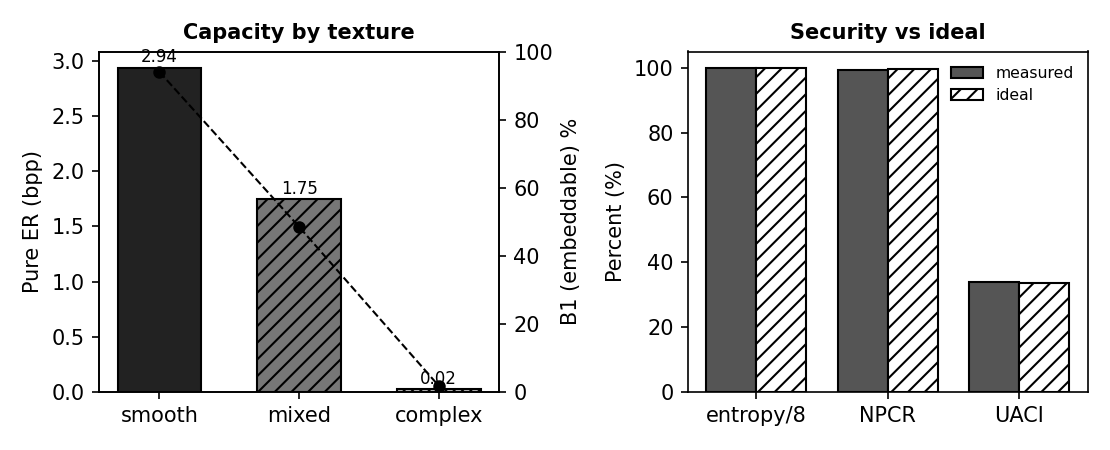 Capacity by texture
Pure ER (bpp)
3.0
2.5
2.0
1.5
1.0
0.5
0.0
2.94
1.75
0.02
smooth mixed complex
100
80
60
40
20
0
B1 (embeddable) %
Security vs ideal
Percent (%)
100
80
60
40
20
0
measured
ideal
entropy/8 NPCR UACI